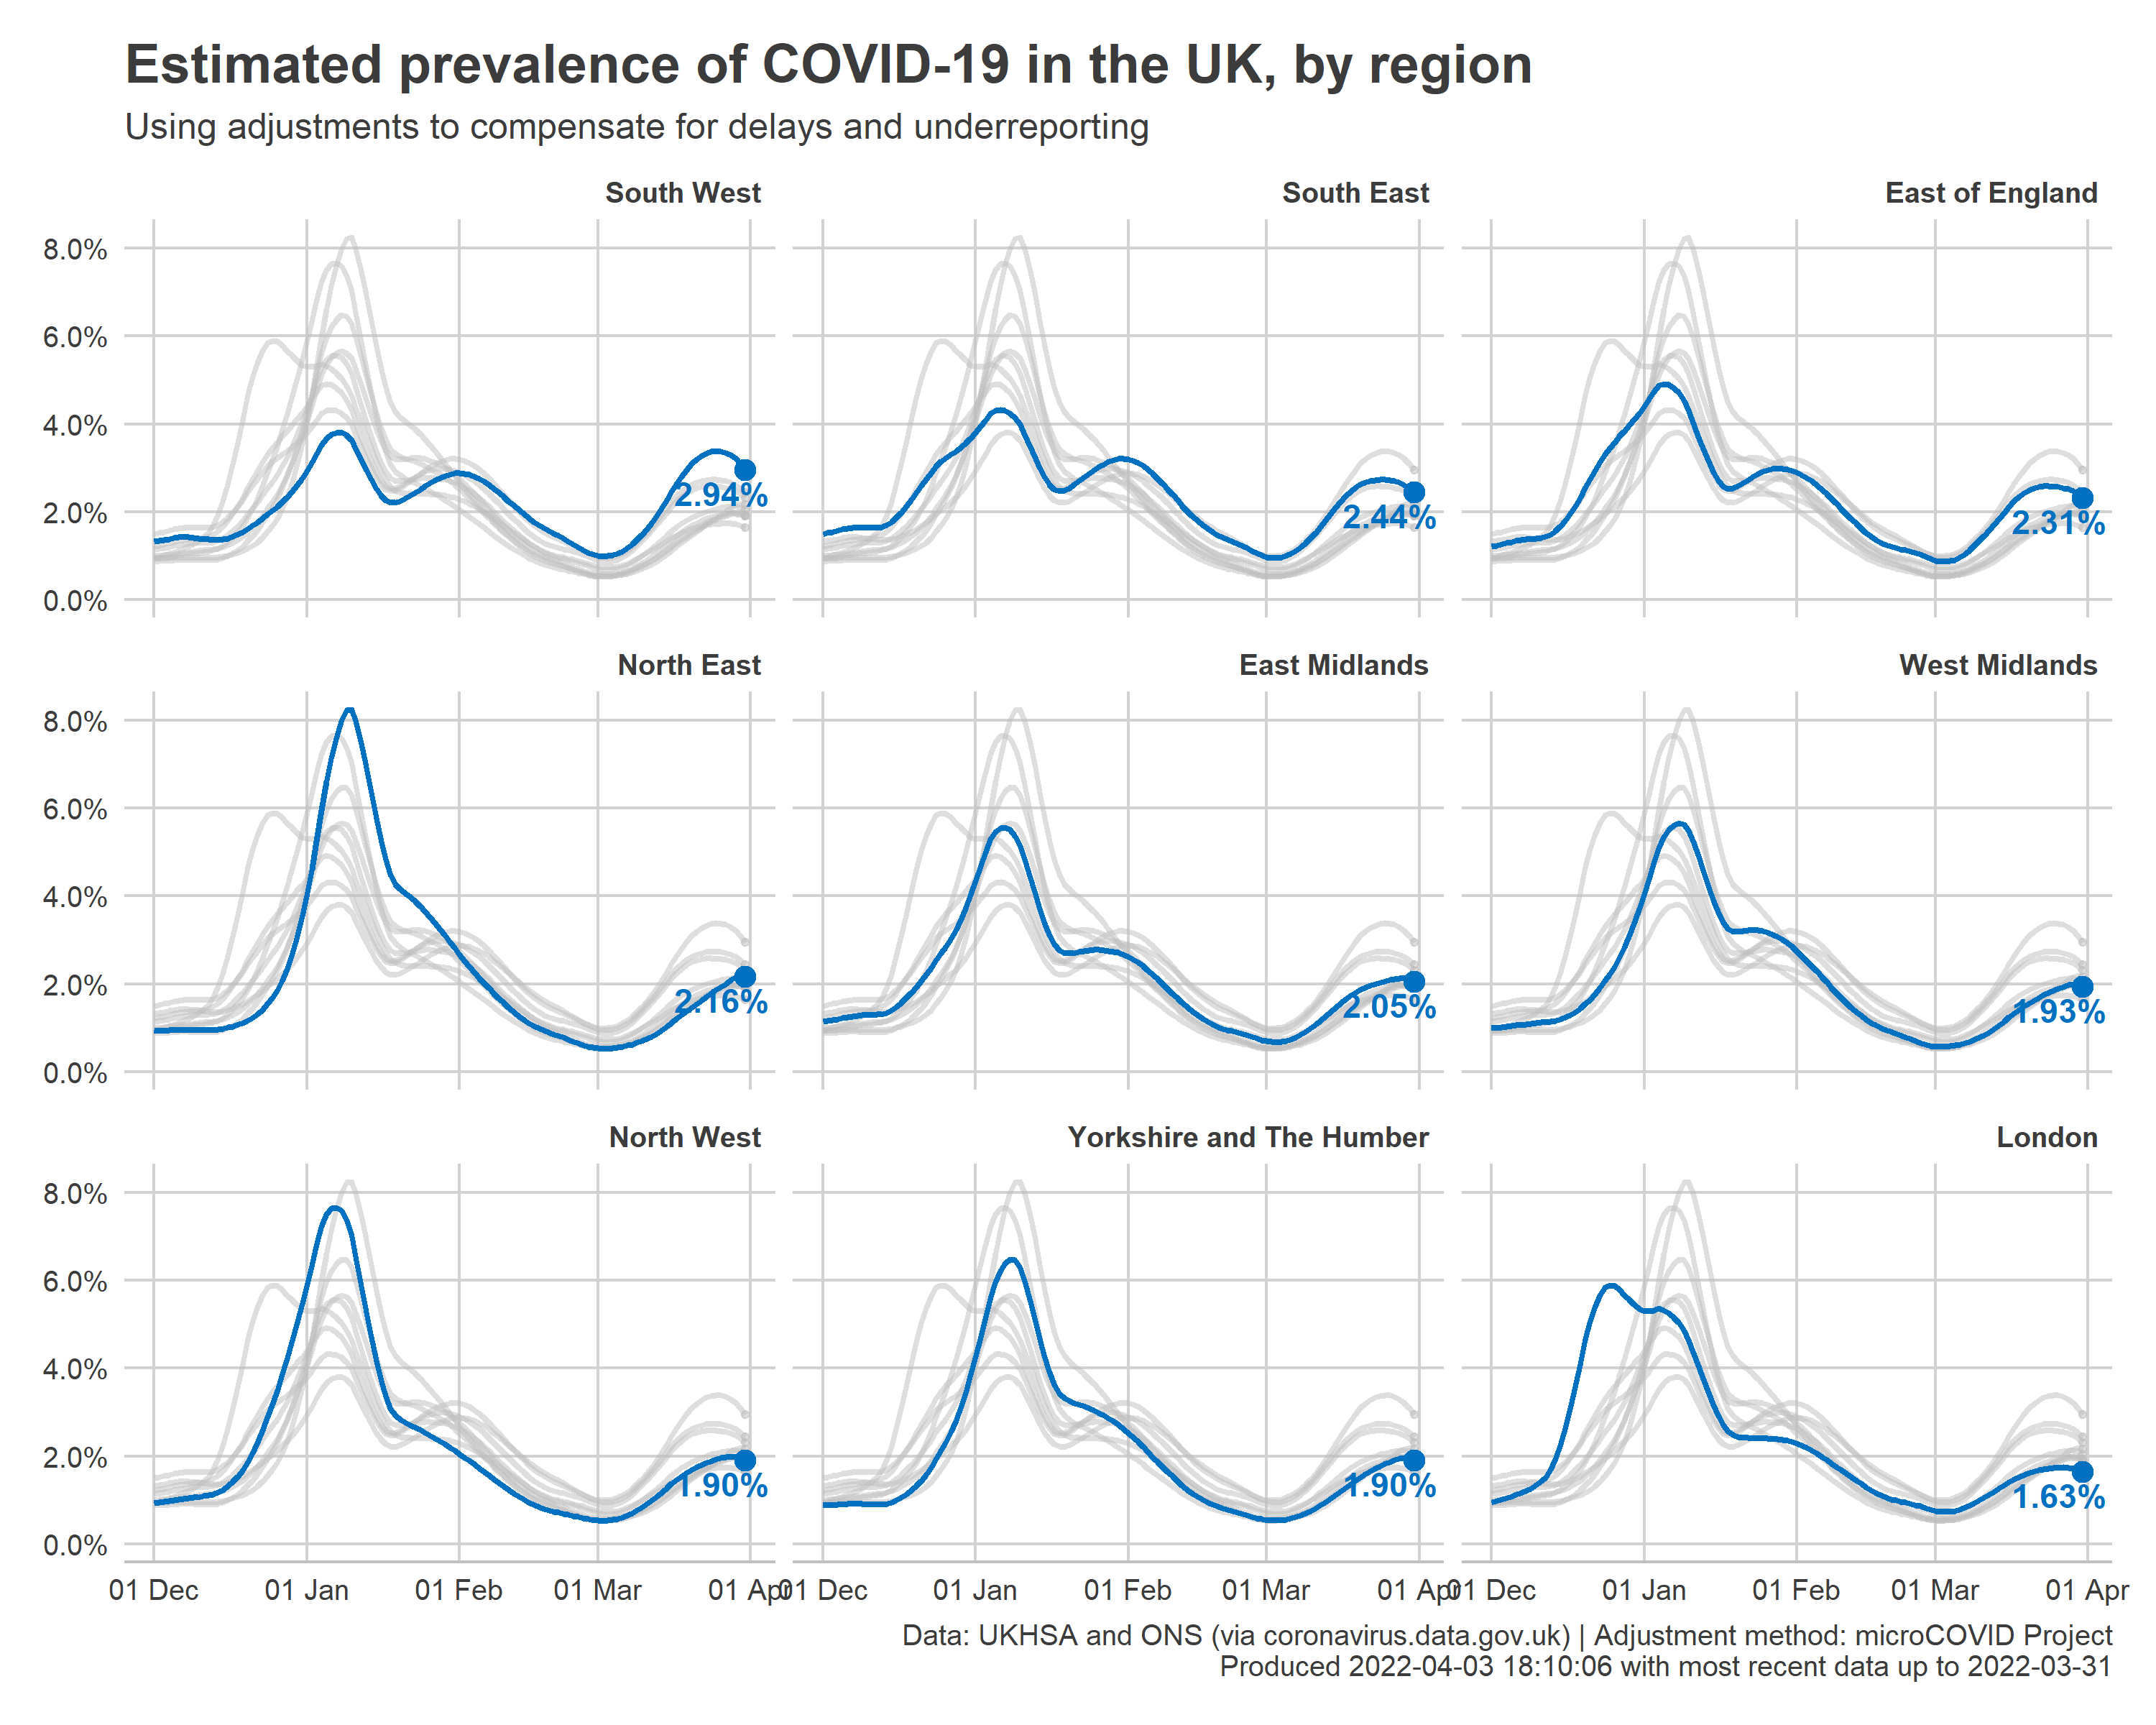 Estimated prevalence of COVID-19 in the UK, by region
Using adjustments to compensate for delays and underreporting
South West
South East
East of England
8.0%
6.0%
4.0%
2.0%
0.0%
2.94%
2.44%
2.31%
North East
East Midlands
West Midlands
8.0%
6.0%
4.0%
2.0%
0.0%
2.16%
2.05%
1.93%
North West
Yorkshire and The Humber
London
8.0%
6.0%
4.0%
2.0%
0.0%
1.90%
1.90%
1.63%
01 Dec 01 Jan 01 Feb 01 Mar 01 Apr
01 Dec 01 Jan 01 Feb 01 Mar 01 Apr
01 Dec 01 Jan 01 Feb 01 Mar 01 Apr
Data: UKHSA and ONS (via coronavirus.data.gov.uk) | Adjustment method: microCOVID Project
Produced 2022-04-03 18:10:06 with most recent data up to 2022-03-31